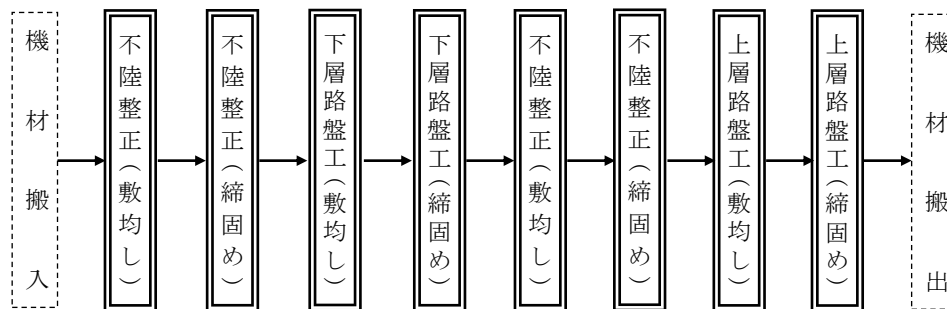 機材搬入
不陸整正(敷均し)
不陸整正(締固め)
下層路盤工(敷均し)
下層路盤工(締固め)
不陸整正(敷均し)
不陸整正(締固め)
上層路盤工(敷均し)
上層路盤工(締固め)
機材搬出